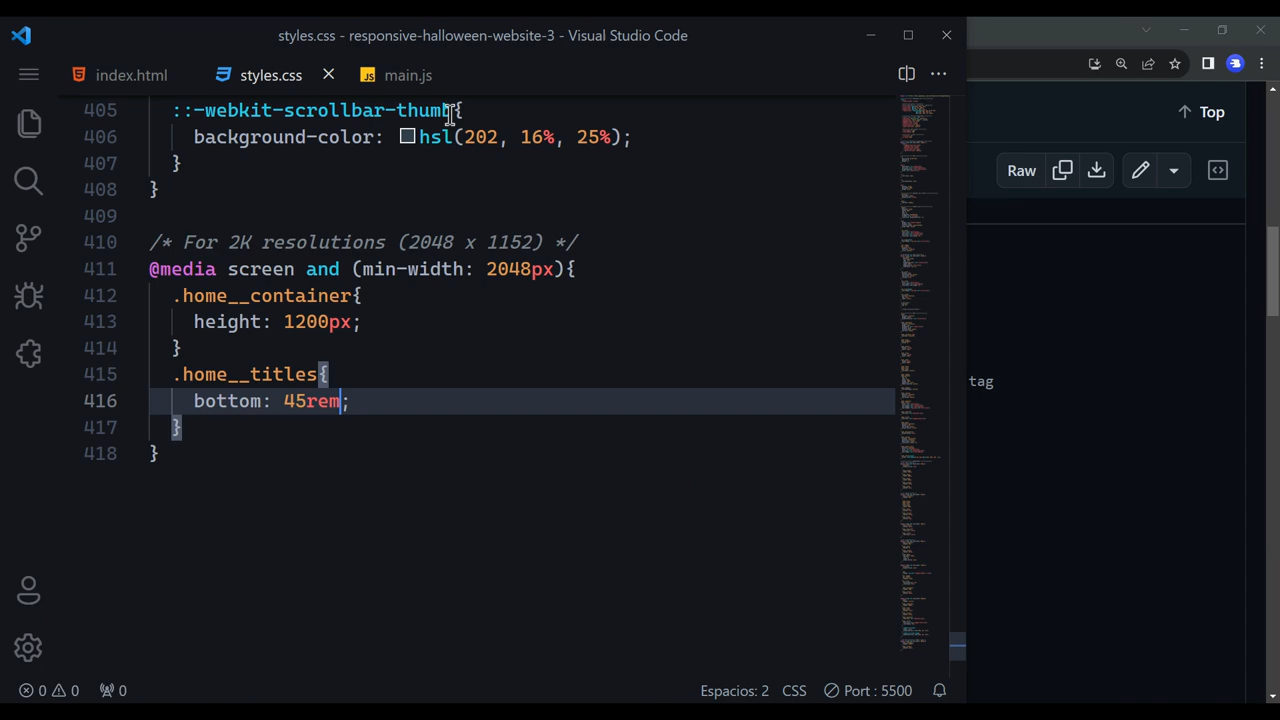 styles.css - responsive-halloween-website-3 - Visual Studio Code
index.html
styles.css
JS main.js
405 ::-webkit-scrollbar-thumb{
406 background-color: hsl(202, 16%, 25%);
407 }
408 }
409
410 /* For 2K resolutions (2048 x 1152) */
411 @media screen and (min-width: 2048px){
412 .home__container{
413 height: 1200px;
414 }
415 .home__titles{
416 bottom: 45rem;
417 }
418 }
Top
Raw
tag
0 0 0
Espacios: 2 CSS Port : 5500